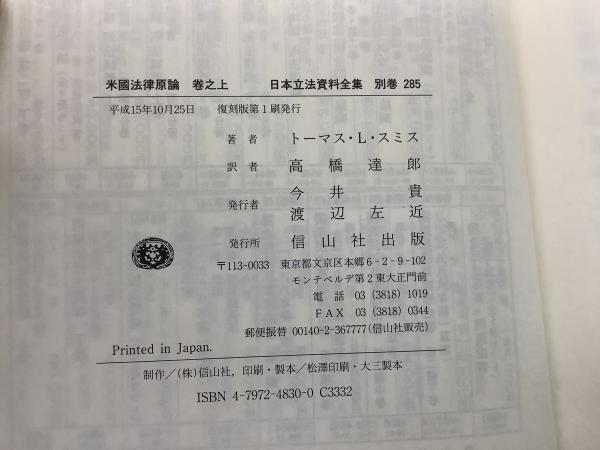 米國法律原論 卷之上 日本立法資料全集 別巻 285
平成15年10月25日 復刻版第1刷発行
著者 トーマス・L・スミス
訳者 高橋達郎
発行者 今井 貴
渡辺左近
発行所 信山社出版
〒113-0033 東京都文京区本郷6-2-9-102
モンテベルデ第2東大正門前
電話 03 (3818) 1019
FAX 03 (3818) 0344
郵便振替 00140-2-367777(信山社販売)
Printed in Japan.
制作/(株)信山社, 印刷・製本/松澤印刷・大三製本
ISBN 4-7972-4830-0 C3332